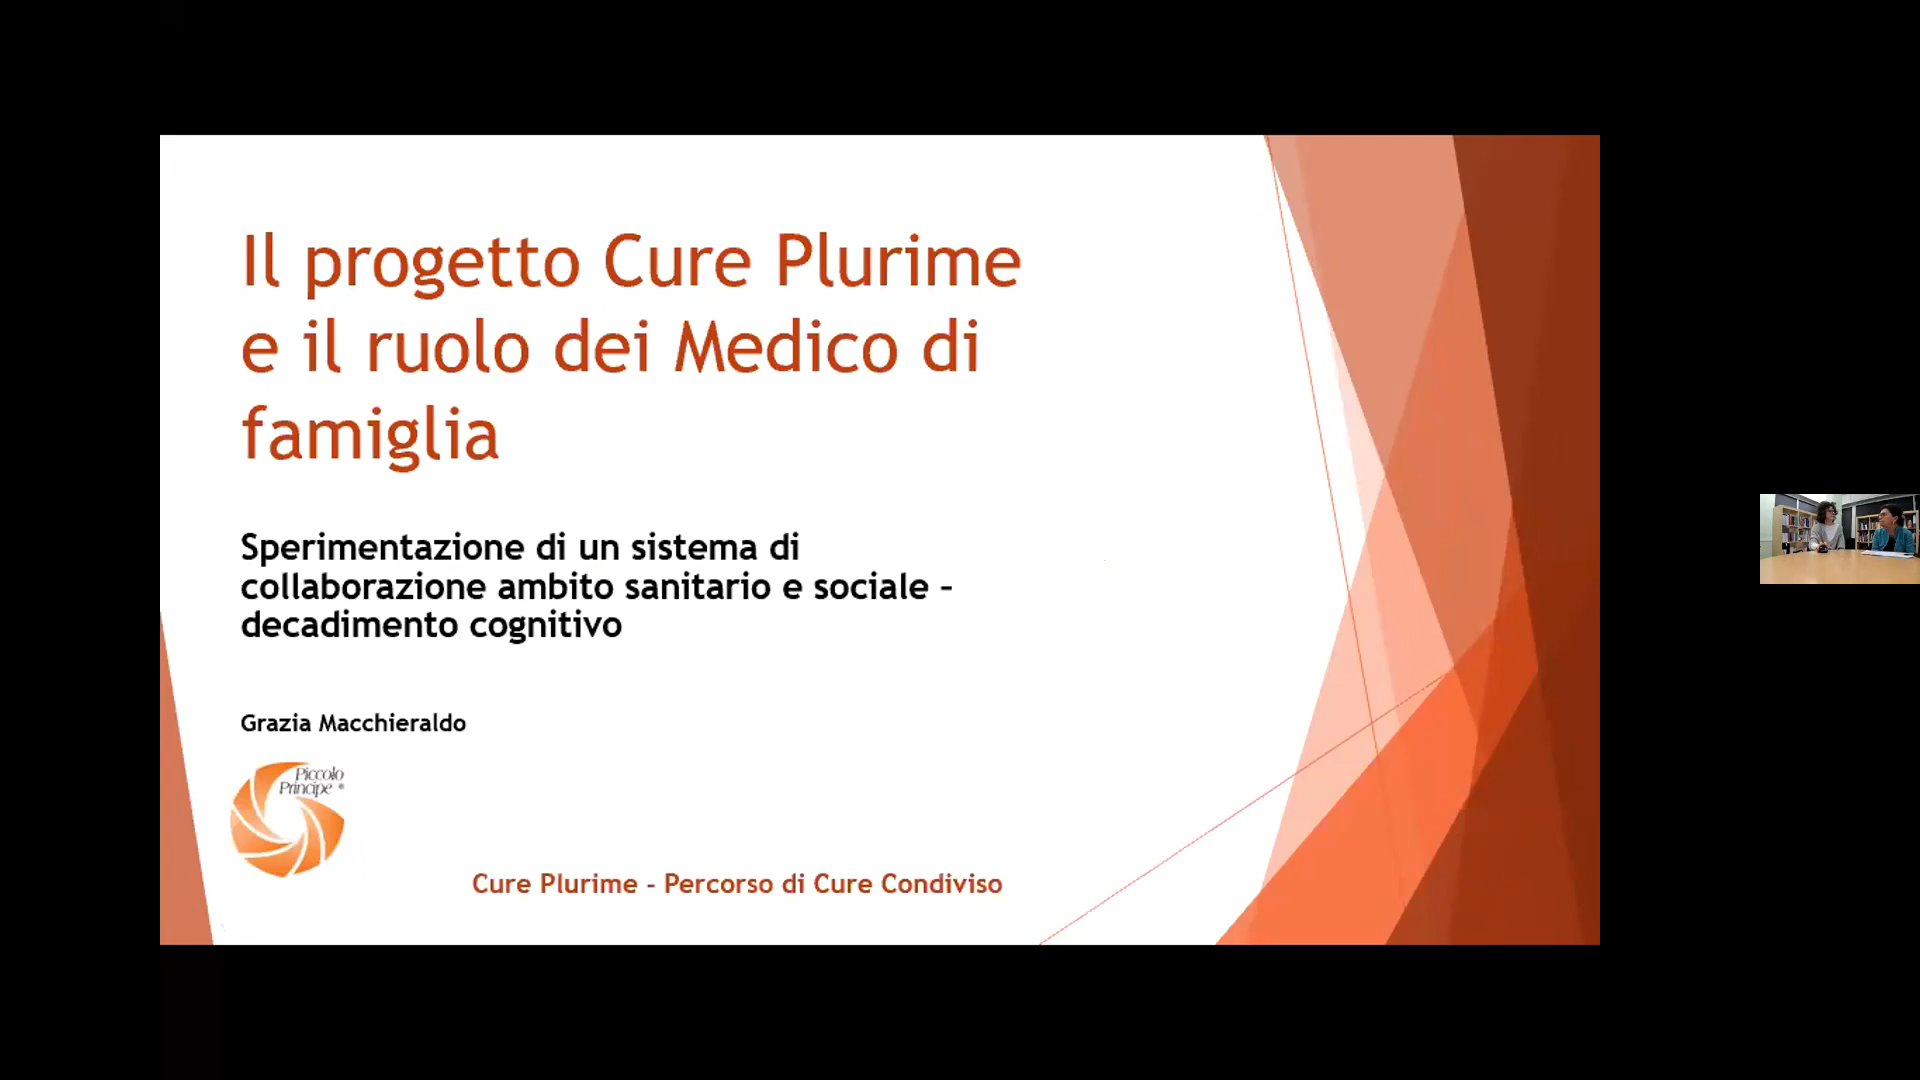 Il progetto Cure Plurime
e il ruolo dei Medico di
famiglia
Sperimentazione di un sistema di
collaborazione ambito sanitario e sociale –
decadimento cognitivo
Grazia Macchieraldo
Piccolo
Principe ®
Cure Plurime - Percorso di Cure Condiviso